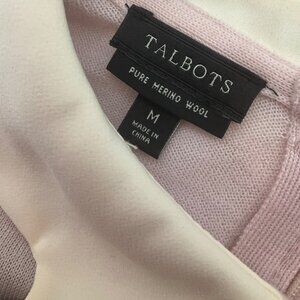 TALBOTS
PURE MERINO WOOL
M
MADE IN
CHINA